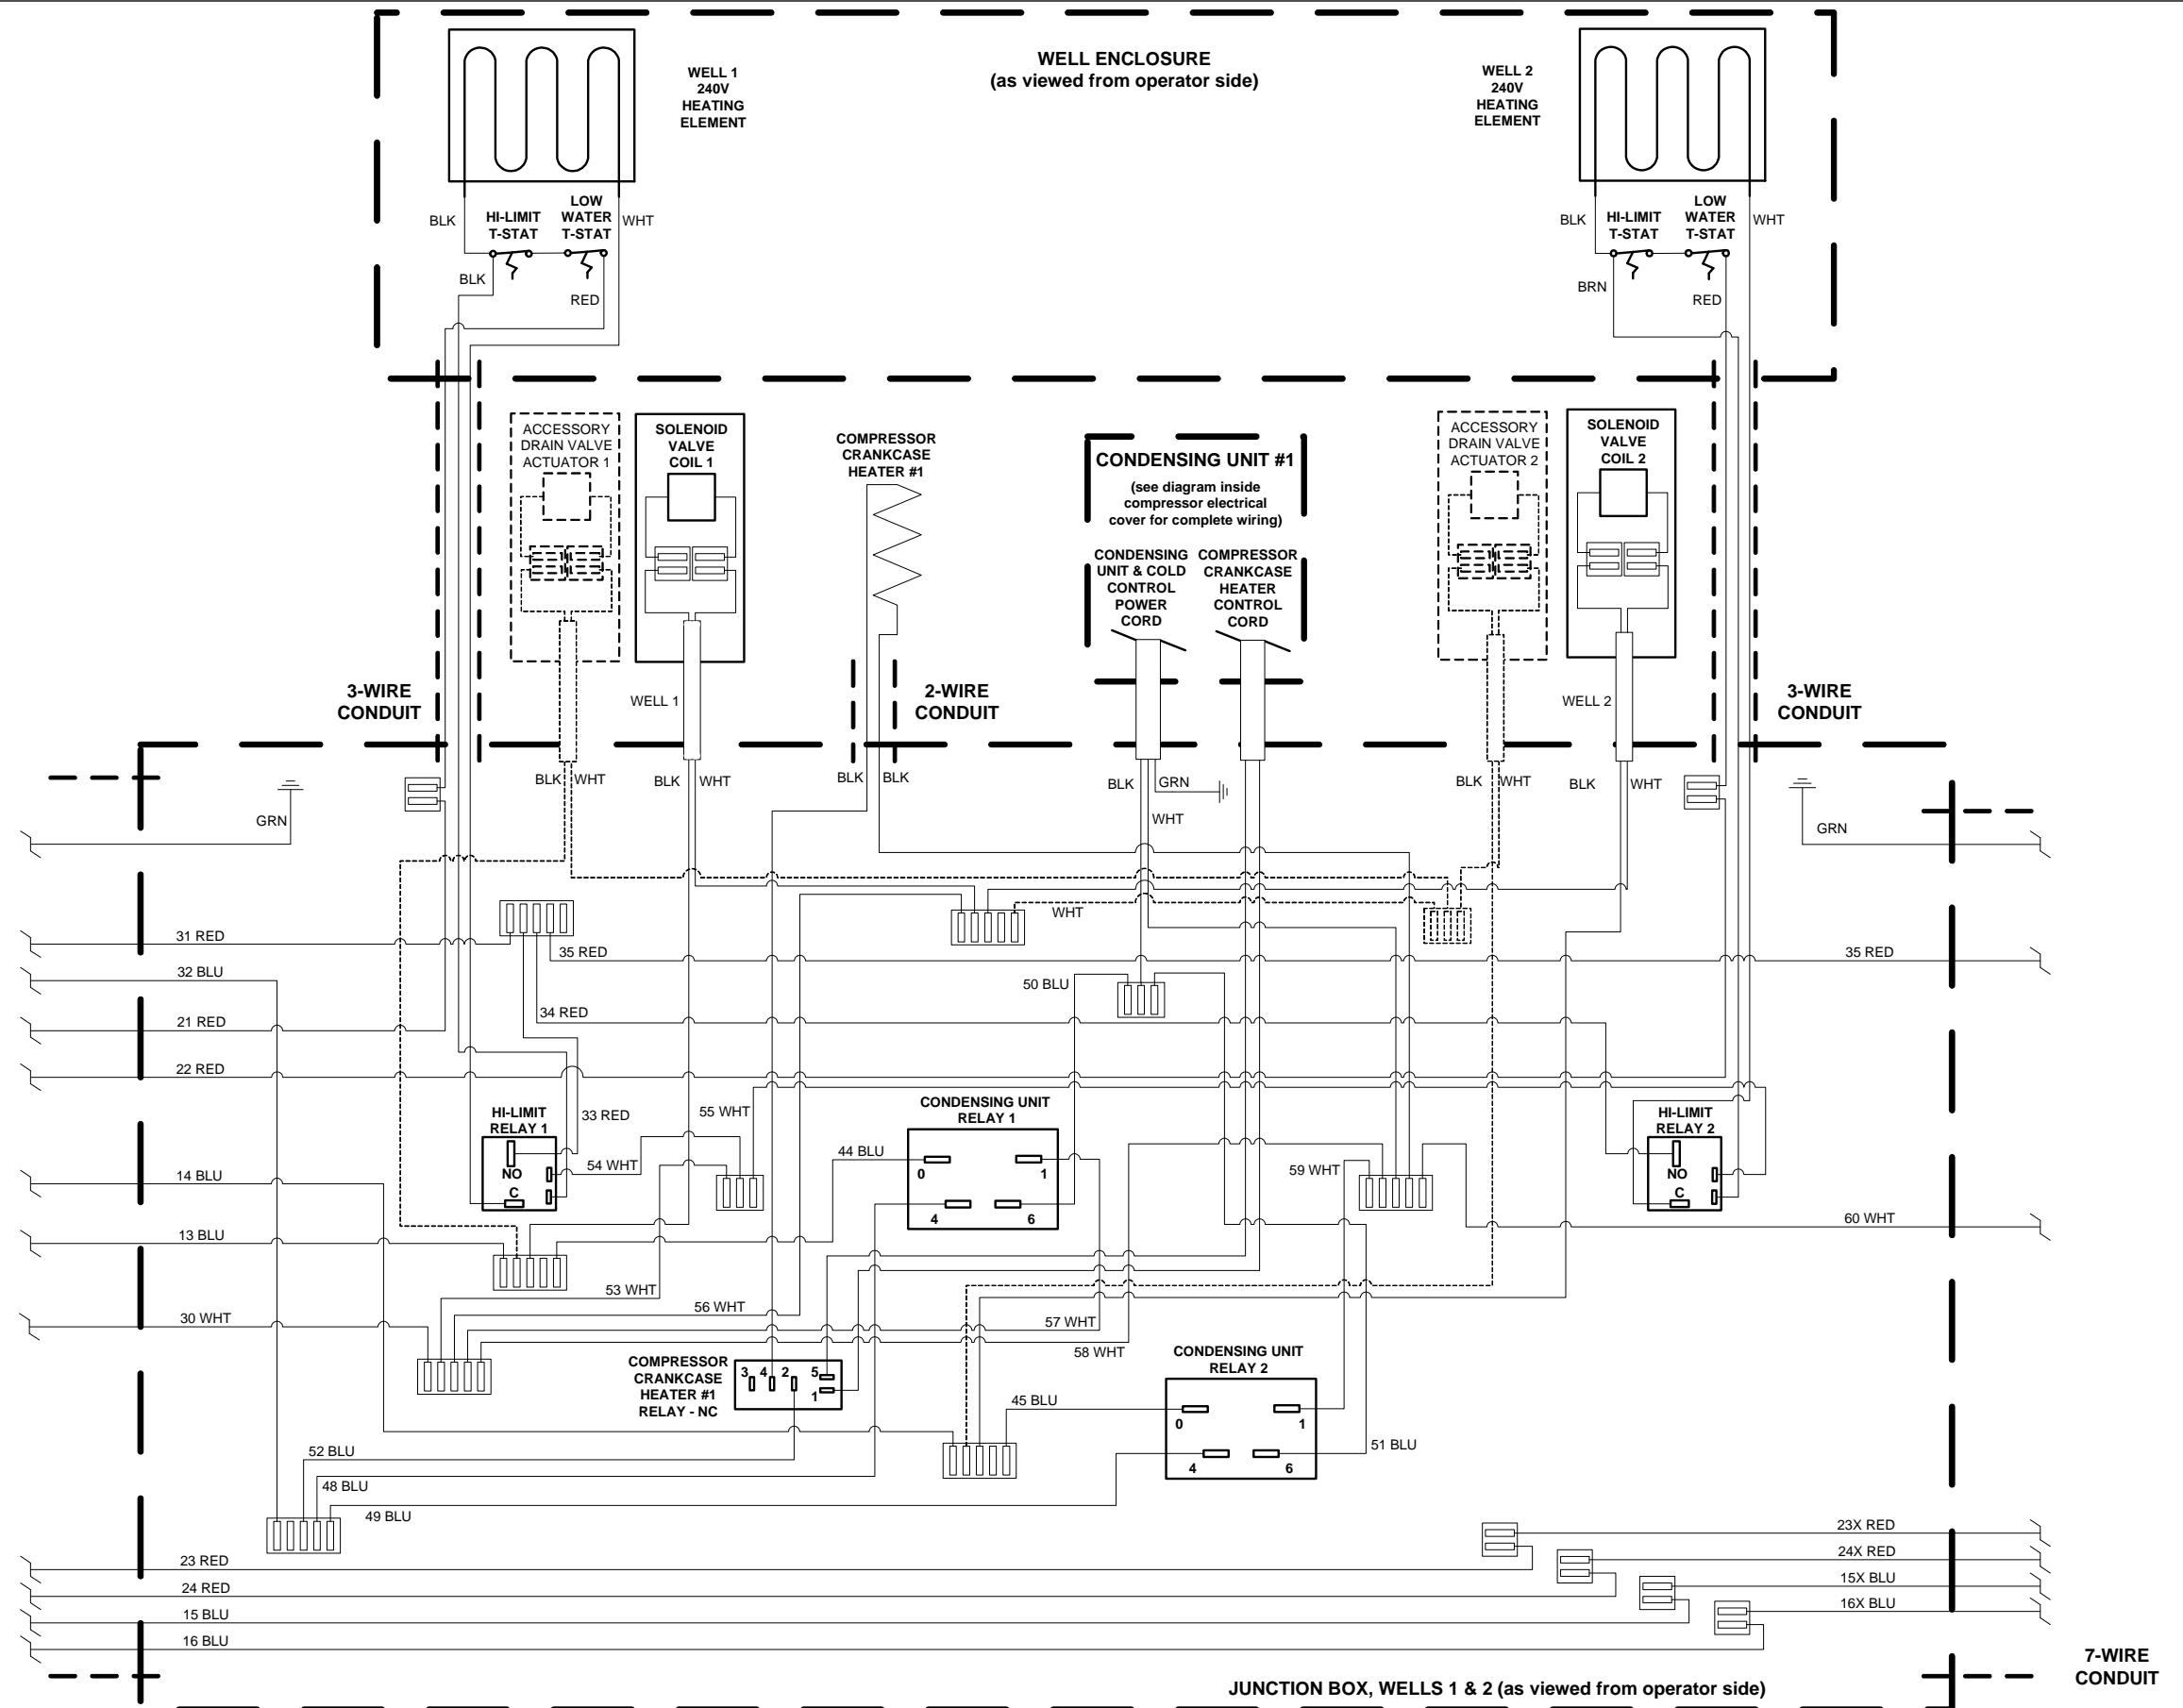 WELL ENCLOSURE
(as viewed from operator side)
WELL 1
240V
HEATING
ELEMENT
WELL 2
240V
HEATING
ELEMENT
BLK
HI-LIMIT
T-STAT
LOW
WATER
T-STAT
WHT
BLK
RED
BLK
HI-LIMIT
T-STAT
LOW
WATER
T-STAT
WHT
BRN
RED
ACCESSORY
DRAIN VALVE
ACTUATOR 1
SOLENOID
VALVE
COIL 1
COMPRESSOR
CRANKCASE
HEATER #1
CONDENSING UNIT #1
(see diagram inside
compressor electrical
cover for complete wiring)
CONDENSING
UNIT & COLD
CONTROL
POWER
CORD
COMPRESSOR
CRANKCASE
HEATER
CONTROL
CORD
ACCESSORY
DRAIN VALVE
ACTUATOR 2
SOLENOID
VALVE
COIL 2
3-WIRE
CONDUIT
WELL 1
2-WIRE
CONDUIT
WELL 2
3-WIRE
CONDUIT
BLK
WHT
BLK
WHT
BLK
BLK
BLK
GRN
WHT
BLK
WHT
BLK
WHT
GRN
GRN
WHT
31 RED
35 RED
35 RED
32 BLU
50 BLU
34 RED
21 RED
22 RED
HI-LIMIT
RELAY 1
NO
C
33 RED
55 WHT
54 WHT
CONDENSING UNIT
RELAY 1
0
1
4
6
44 BLU
59 WHT
HI-LIMIT
RELAY 2
NO
C
14 BLU
13 BLU
60 WHT
53 WHT
56 WHT
30 WHT
57 WHT
58 WHT
COMPRESSOR
CRANKCASE
HEATER #1
RELAY - NC
3
4
2
5
1
CONDENSING UNIT
RELAY 2
0
1
4
6
45 BLU
51 BLU
52 BLU
48 BLU
49 BLU
23 RED
24 RED
15 BLU
16 BLU
23X RED
24X RED
15X BLU
16X BLU
7-WIRE
CONDUIT
JUNCTION BOX, WELLS 1 & 2 (as viewed from operator side)